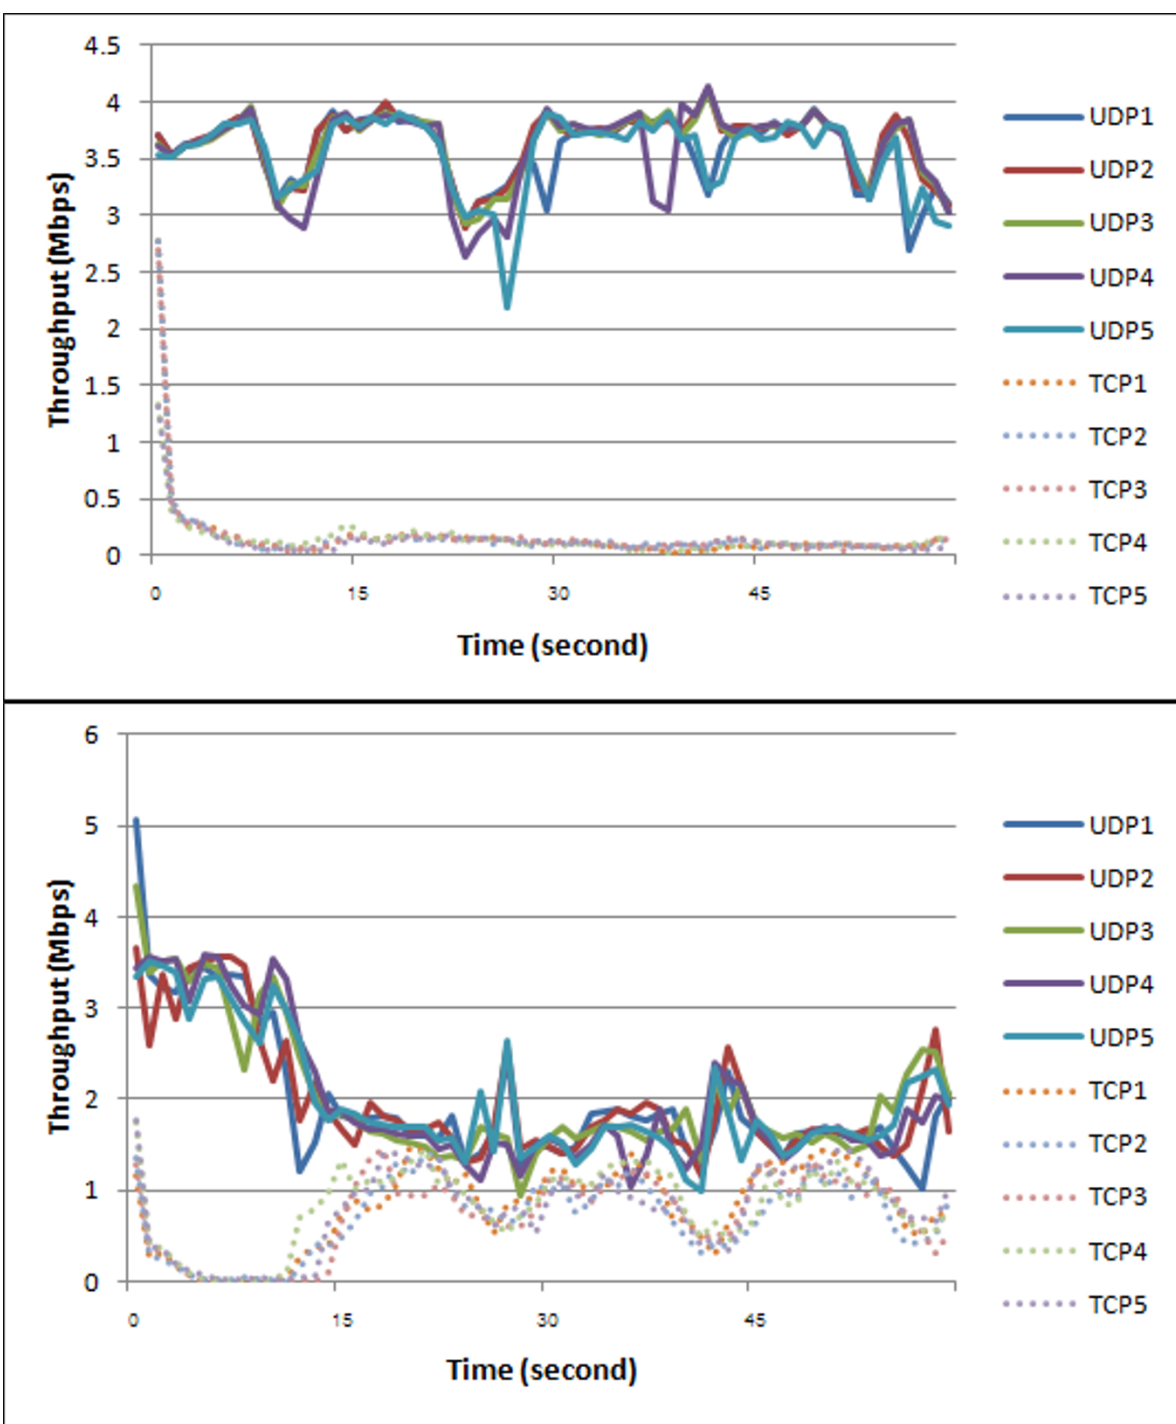 Throughput (Mbps)
4.5
4
3.5
3
2.5
2
1.5
1
0.5
0
0 15 30 45
Time (second)
UDP1
UDP2
UDP3
UDP4
UDP5
TCP1
TCP2
TCP3
TCP4
TCP5
Throughput (Mbps)
6
5
4
3
2
1
0
0 15 30 45
Time (second)
UDP1
UDP2
UDP3
UDP4
UDP5
TCP1
TCP2
TCP3
TCP4
TCP5